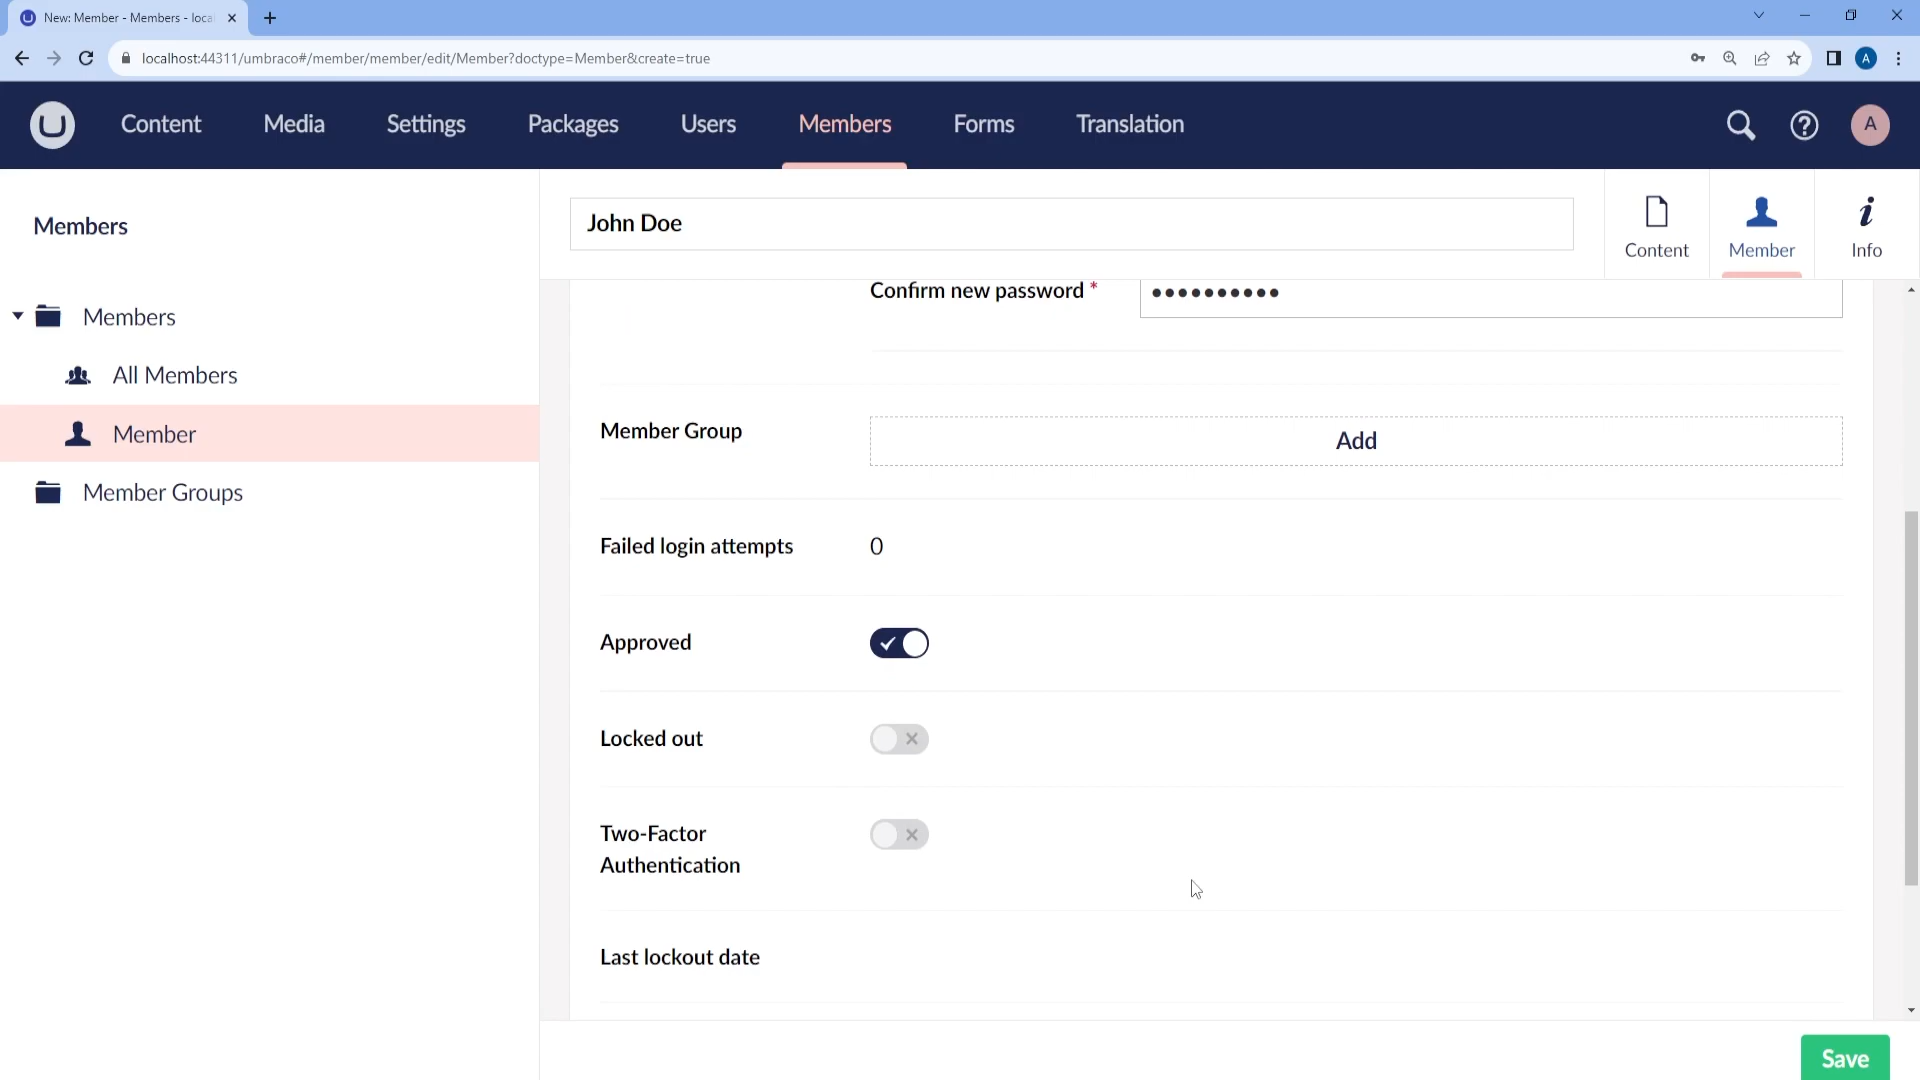 New: Member - Members - loca
localhost:44311/umbraco#/member/member/edit/Member?doctype=Member&create=true
A
Content Media Settings Packages Users Members Forms Translation
A
Members
John Doe
Content Member Info
Members
All Members
Member
Member Groups
Confirm new password *
Member Group
Add
Failed login attempts 0
Approved
Locked out
Two-Factor
Authentication
Last lockout date
Save